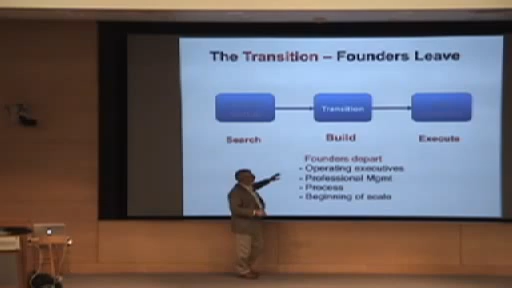 The Transition – Founders Leave
Transition
Search
Build
Execute
Founders depart
- Operating executives
- Professional Mgmt
- Process
- Beginning of scale